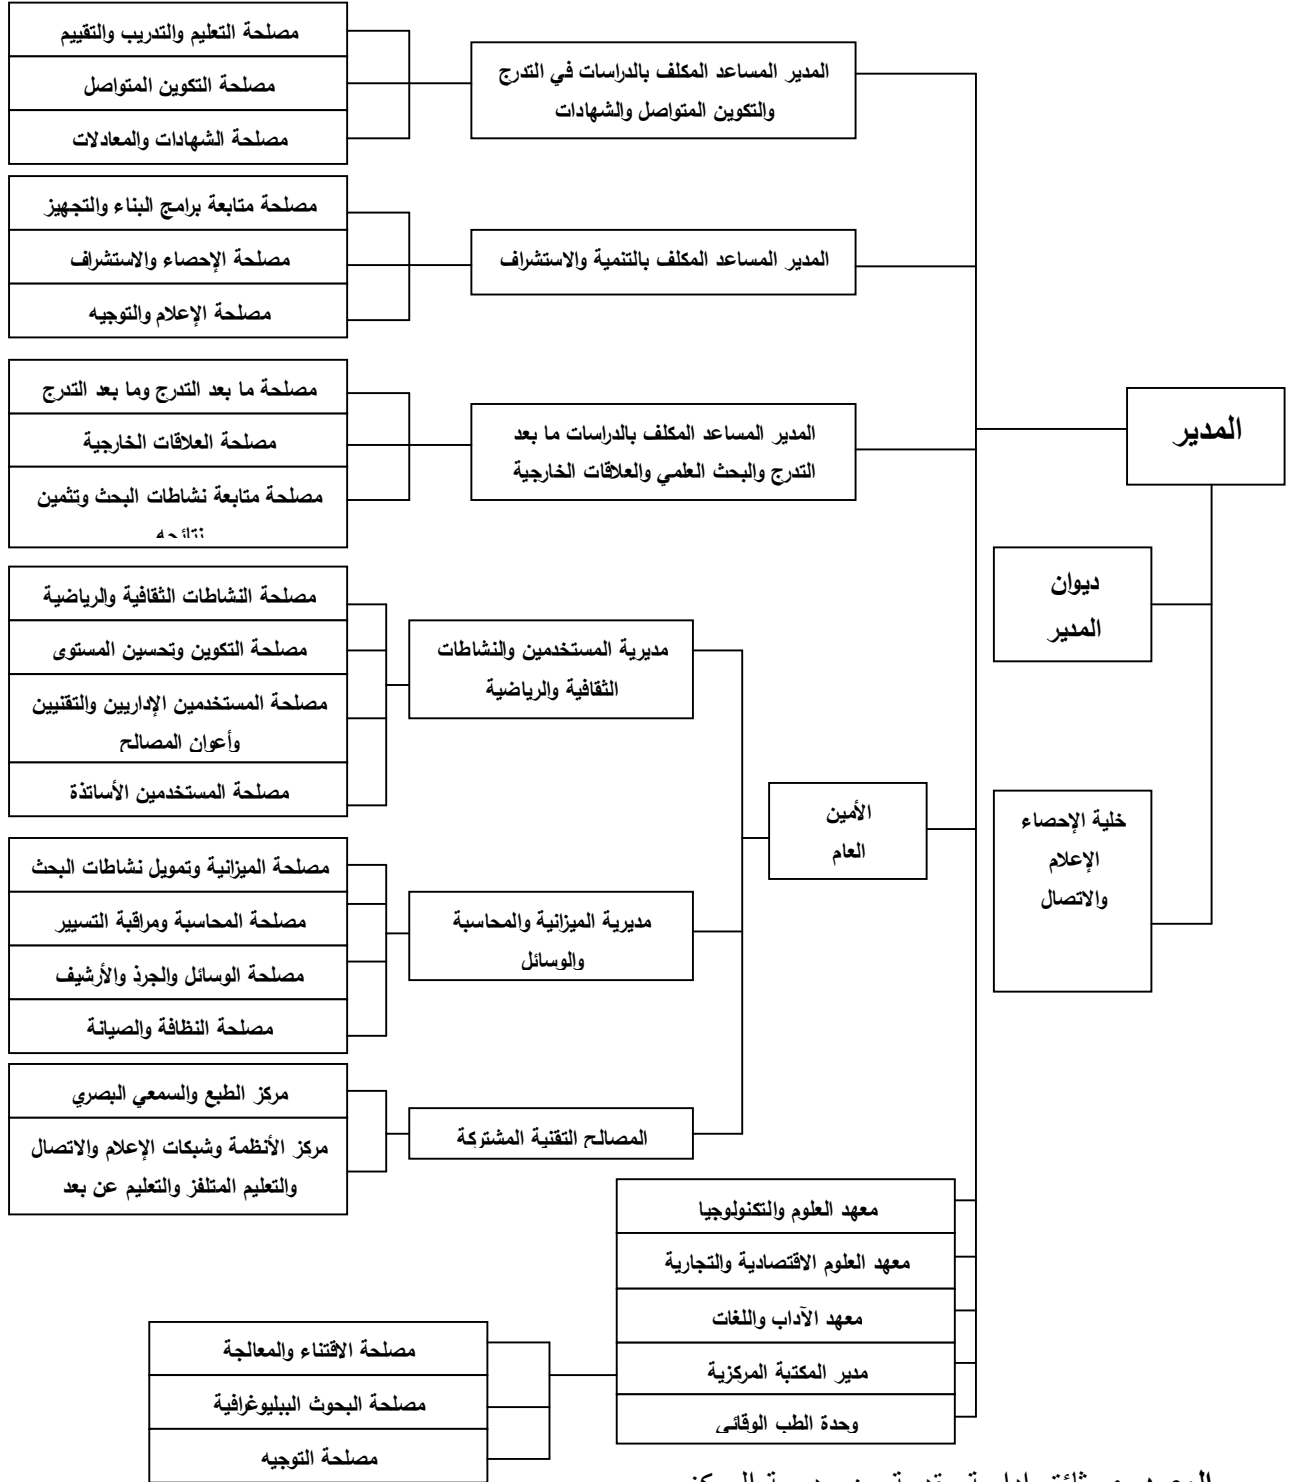 مصلحة التعليم والتدريب والتقييم
مصلحة التكوين المتواصل
مصلحة الشهادات والمعادلات
المدير المساعد المكلف بالدراسات في التدرج
والتكوين المتواصل والشهادات
مصلحة متابعة برامج البناء والتجهيز
مصلحة الإحصاء والاستشراف
مصلحة الإعلام والتوجيه
المدير المساعد المكلف بالتنمية والاستشراف
مصلحة ما بعد التدرج وما بعد التدرج
مصلحة العلاقات الخارجية
مصلحة متابعة نشاطات البحث وتثمين
نتائجه
المدير المساعد المكلف بالدراسات ما بعد
التدرج والبحث العلمي والعلاقات الخارجية
المدير
ديوان
المدير
خلية الإحصاء
الإعلام
والاتصال
مصلحة النشاطات الثقافية والرياضية
مصلحة التكوين وتحسين المستوى
مصلحة المستخدمين الإداريين والتقنيين
وأعوان المصالح
مصلحة المستخدمين الأساتذة
مديرية المستخدمين والنشاطات
الثقافية والرياضية
الأمين
العام
مصلحة الميزانية وتمويل نشاطات البحث
مصلحة المحاسبة ومراقبة التسيير
مصلحة الوسائل والجرذ والأرشيف
مصلحة النظافة والصيانة
مديرية الميزانية والمحاسبة
والوسائل
مركز الطبع والسمعي البصري
مركز الأنظمة وشبكات الإعلام والاتصال
والتعليم المتلفز والتعليم عن بعد
المصالح التقنية المشتركة
معهد العلوم والتكنولوجيا
معهد العلوم الاقتصادية والتجارية
معهد الآداب واللغات
مدير المكتبة المركزية
وحدة الطب الوقائي
مصلحة الاقتناء والمعالجة
مصلحة البحوث الببليوغرافية
مصلحة التوجيه